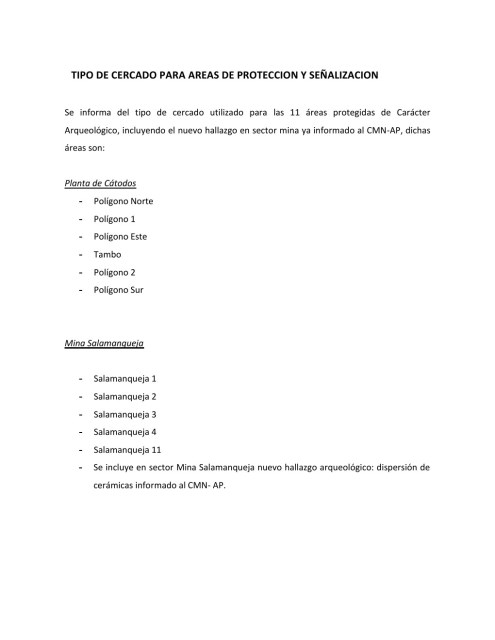 TIPO DE CERCADO PARA AREAS DE PROTECCION Y SEÑALIZACION
Se informa del tipo de cercado utilizado para las 11 áreas protegidas de Carácter
Arqueológico, incluyendo el nuevo hallazgo en sector mina ya informado al CMN-AP, dichas
áreas son:
Planta de Cátodos
- Polígono Norte
- Polígono 1
- Polígono Este
- Tambo
- Polígono 2
- Polígono Sur
Mina Salamanqueja
- Salamanqueja 1
- Salamanqueja 2
- Salamanqueja 3
- Salamanqueja 4
- Salamanqueja 11
- Se incluye en sector Mina Salamanqueja nuevo hallazgo arqueológico: dispersión de
cerámicas informado al CMN- AP.